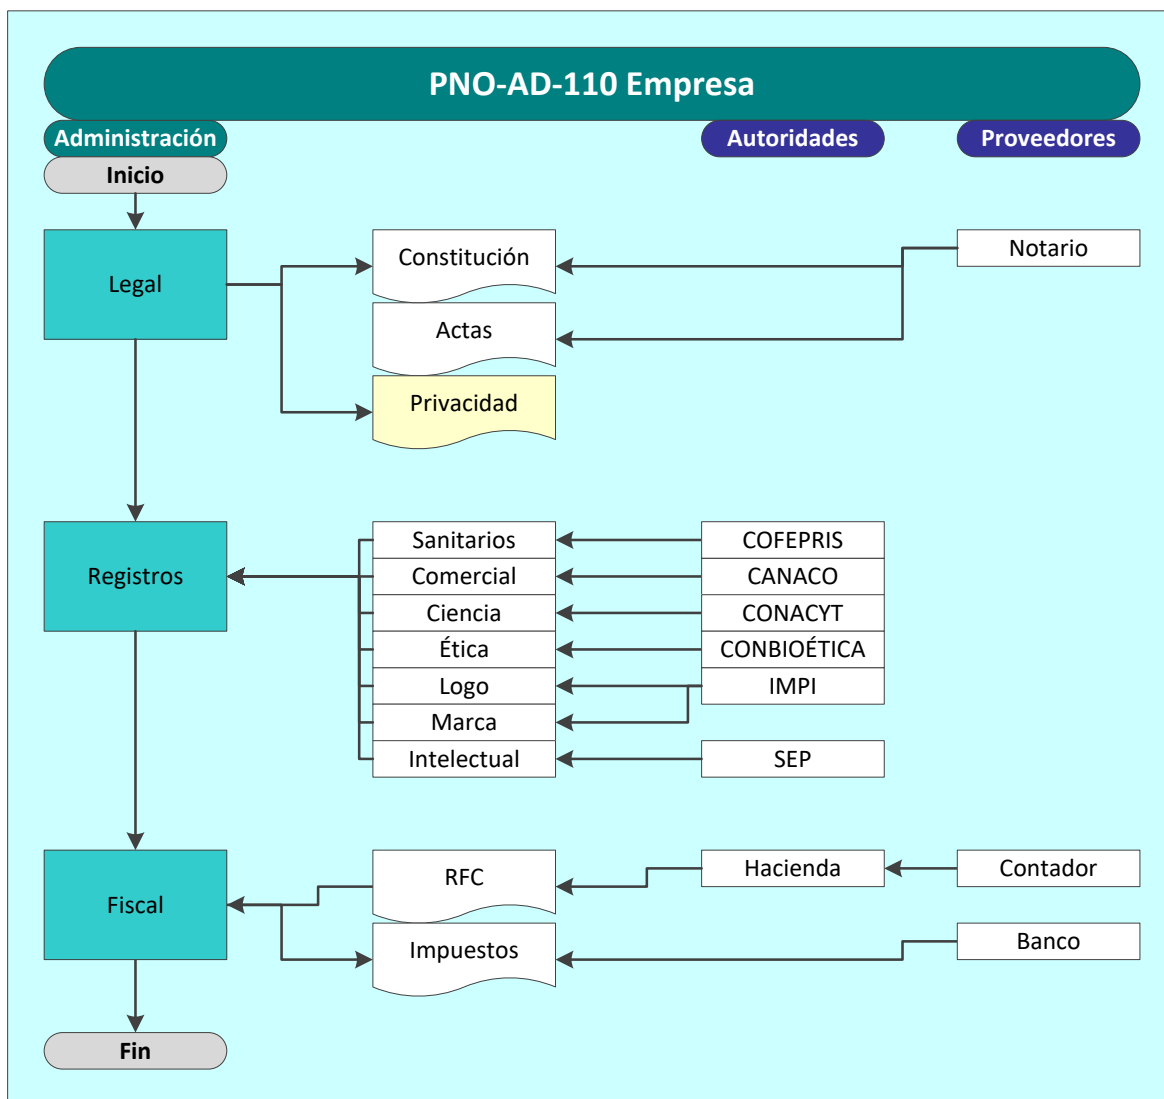 PNO-AD-110 Empresa
Administración
Autoridades
Proveedores
Inicio
Legal
Constitución
Notario
Actas
Privacidad
Registros
Sanitarios
COFEPRIS
Comercial
CANACO
Ciencia
CONACYT
Ética
CONBIOÉTICA
Logo
IMPI
Marca
Intelectual
SEP
Fiscal
RFC
Hacienda
Contador
Impuestos
Banco
Fin